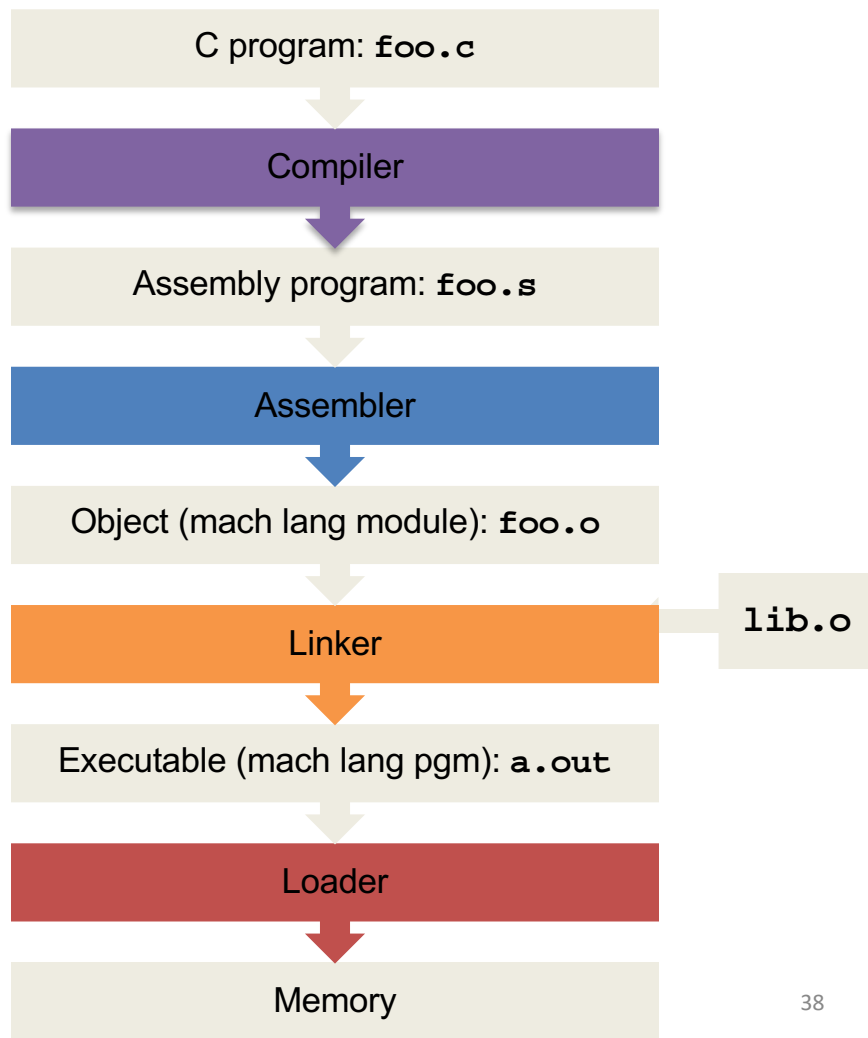 C program: foo.c
Compiler
Assembly program: foo.s
Assembler
Object (mach lang module): foo.o
lib.o
Linker
Executable (mach lang pgm): a.out
Loader
Memory
38